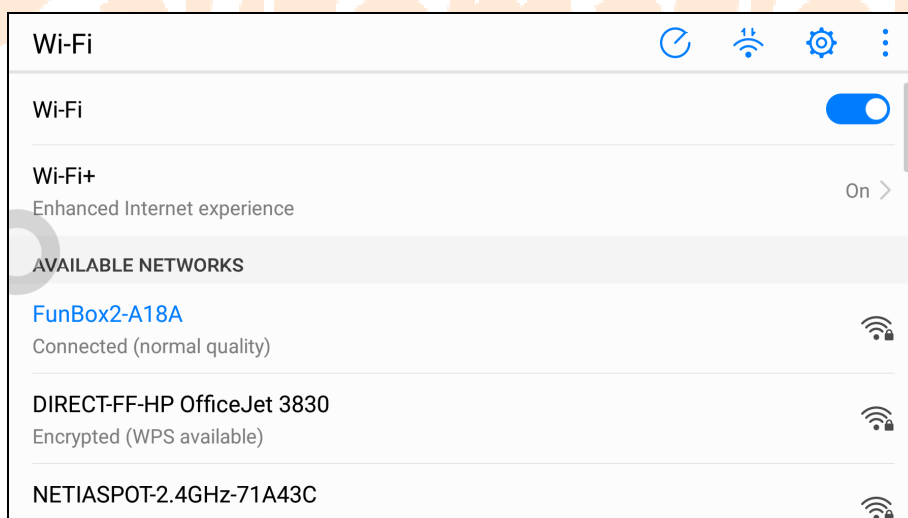 Wi-Fi
Wi-Fi
Wi-Fi+
Enhanced Internet experience
On
AVAILABLE NETWORKS
FunBox2-A18A
Connected (normal quality)
DIRECT-FF-HP OfficeJet 3830
Encrypted (WPS available)
NETIASPOT-2.4GHz-71A43C